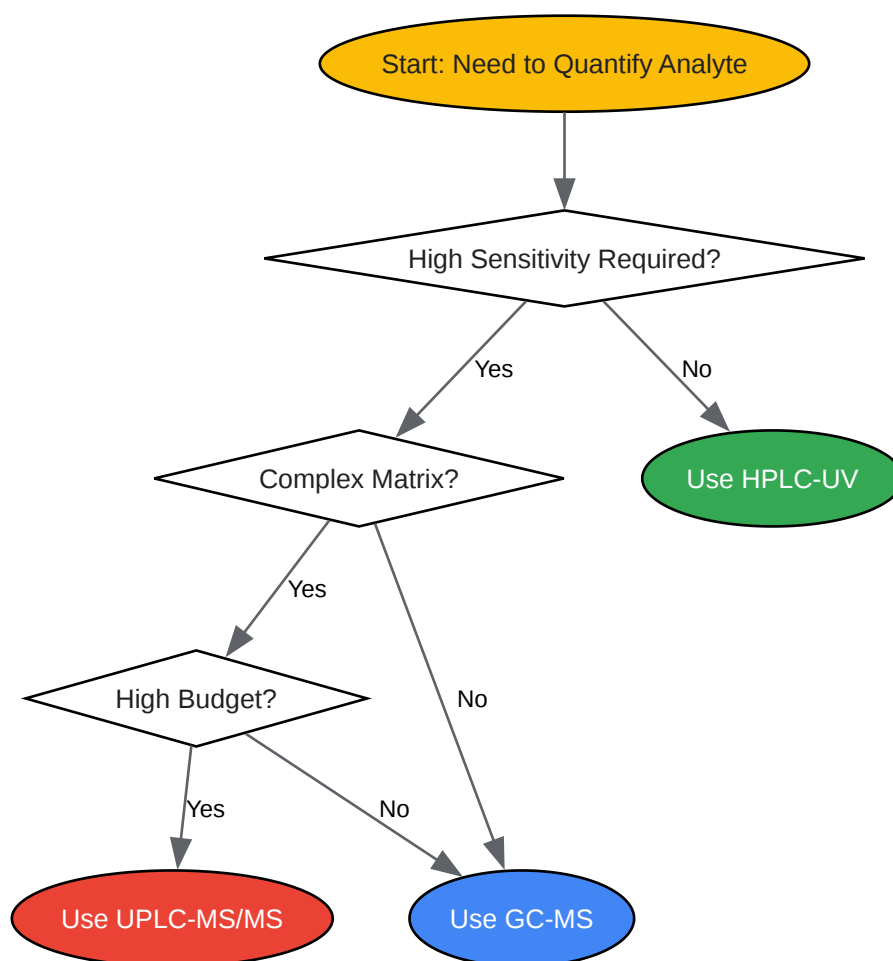 Start: Need to Quantify Analyte
High Sensitivity Required?
Yes
No
Complex Matrix?
Use HPLC-UV
Yes
No
High Budget?
Yes
No
Use UPLC-MS/MS
Use GC-MS